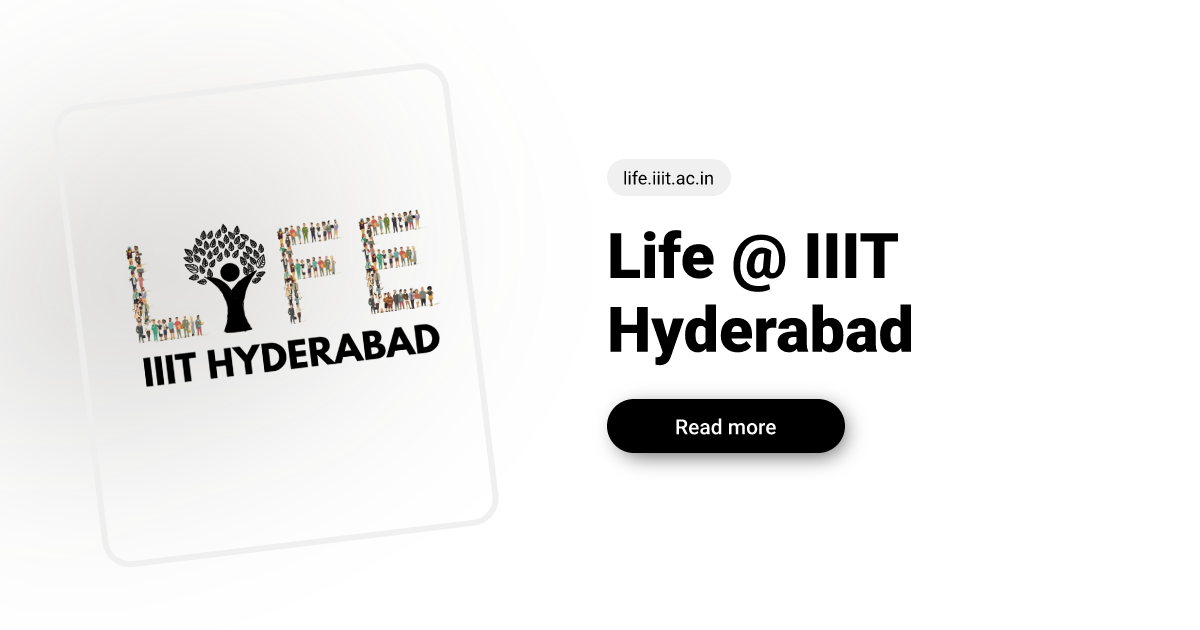 LIFE
IIIT HYDERABAD
life.iiit.ac.in
Life @ IIIT
Hyderabad
Read more